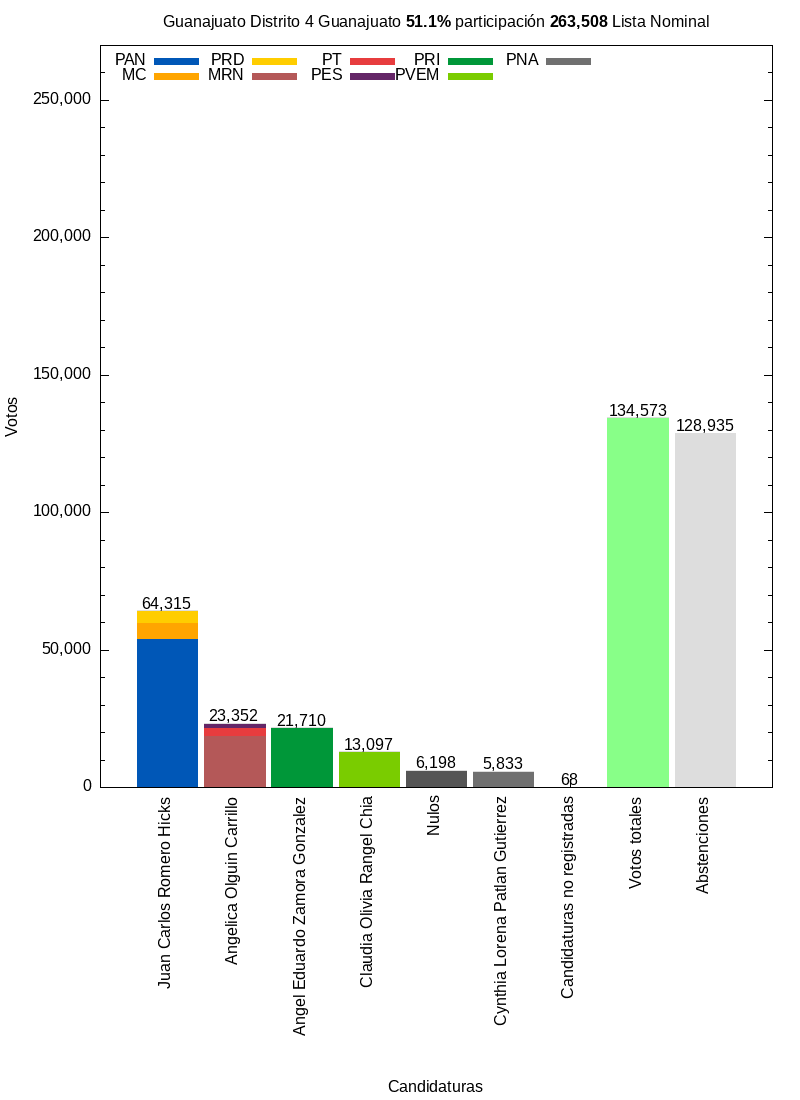 Guanajuato Distrito 4 Guanajuato 51.1% participación 263,508 Lista Nominal
PAN PRD PT PRI PNA
MC MRN PES PVEM
250,000
200,000
150,000
100,000
50,000
0
Votos
64,315
23,352
21,710
13,097
6,198
5,833
68
134,573
128,935
Juan Carlos Romero Hicks
Angelica Olguin Carrillo
Angel Eduardo Zamora Gonzalez
Claudia Olivia Rangel Chia
Nulos
Cynthia Lorena Patlan Gutierrez
Candidaturas no registradas
Votos totales
Abstenciones
Candidaturas